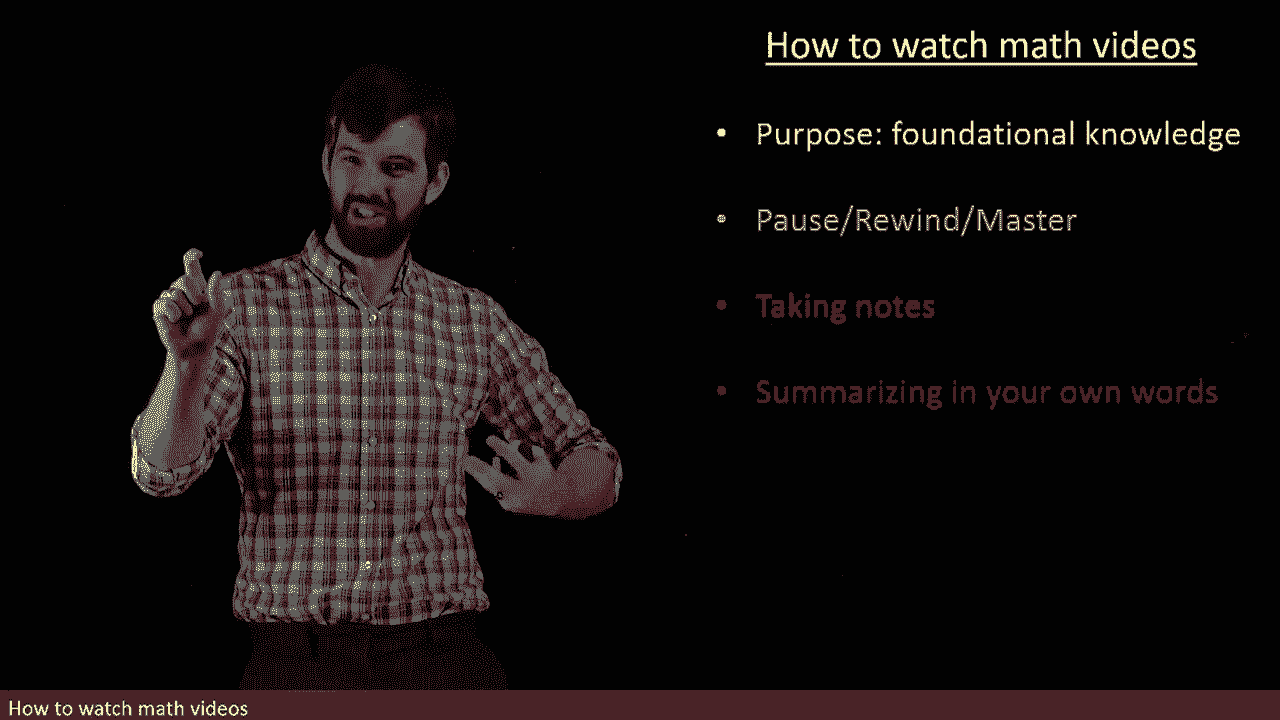 How to watch math videos
• Purpose: foundational knowledge
• Pause/Rewind/Master
• Taking notes
• Summarizing in your own words
How to watch math videos